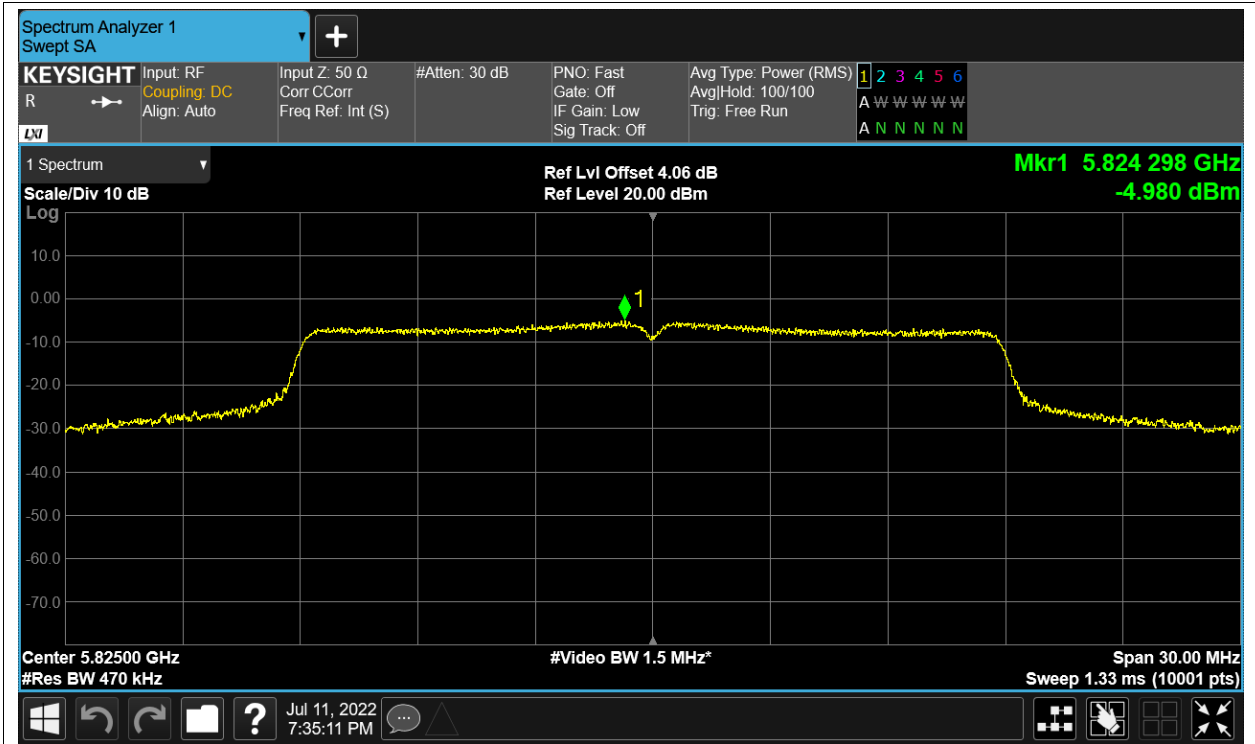 Spectrum Analyzer 1
Swept SA
KEYSIGHT
R
LXI
Input: RF
Coupling: DC
Align: Auto
Input Z: 50 Ω
Corr CCorr
Freq Ref: Int (S)
#Atten: 30 dB
PNO: Fast
Gate: Off
IF Gain: Low
Sig Track: Off
Avg Type: Power (RMS)
Avg|Hold: 100/100
Trig: Free Run
1 2 3 4 5 6
A W W W W W
A N N N N N
1 Spectrum
Scale/Div 10 dB
Log
Ref Lvl Offset 4.06 dB
Ref Level 20.00 dBm
Mkr1 5.824 298 GHz
-4.980 dBm
10.0
0.00
-10.0
-20.0
-30.0
-40.0
-50.0
-60.0
-70.0
1
Center 5.82500 GHz
#Res BW 470 kHz
#Video BW 1.5 MHz*
Span 30.00 MHz
Sweep 1.33 ms (10001 pts)
?
Jul 11, 2022
7:35:11 PM